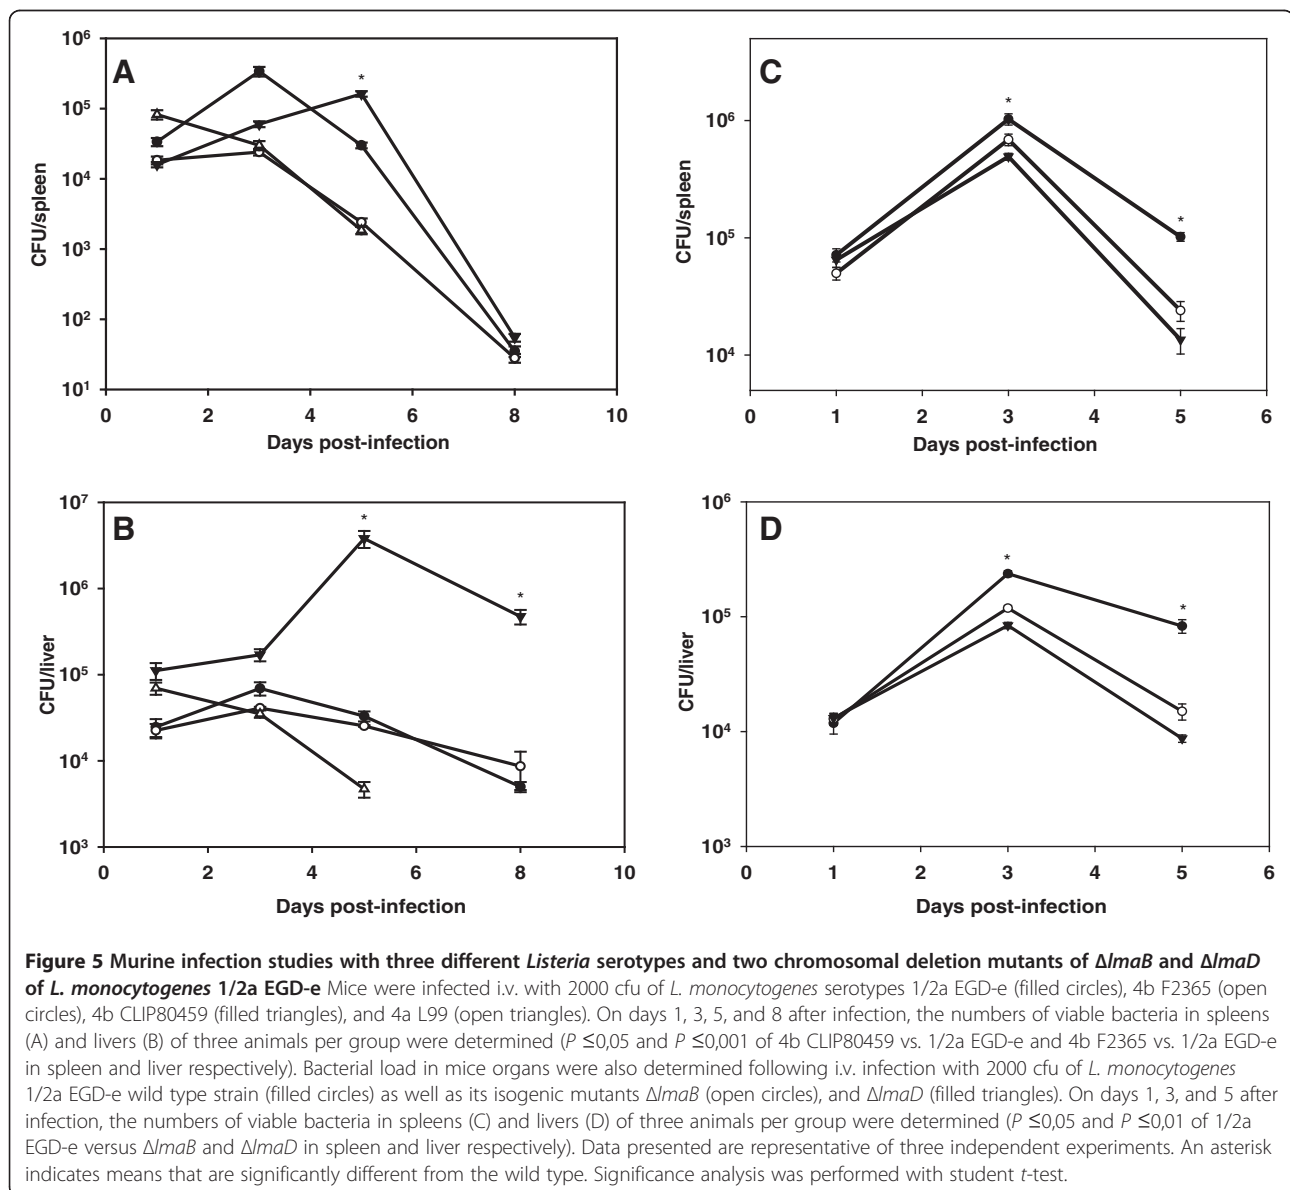 A
10⁶
10⁵
10⁴
10³
10²
10¹
CFU/spleen
*
0 2 4 6 8 10
Days post-infection
C
10⁶
10⁵
10⁴
CFU/spleen
*
*
0 1 2 3 4 5 6
Days post-infection
B
10⁷
10⁶
10⁵
10⁴
10³
CFU/liver
*
*
0 2 4 6 8 10
Days post-infection
D
10⁶
10⁵
10⁴
10³
CFU/liver
*
*
0 1 2 3 4 5 6
Days post-infection
Figure 5 Murine infection studies with three different Listeria serotypes and two chromosomal deletion mutants of ΔlmaB and ΔlmaD
of L. monocytogenes 1/2a EGD-e Mice were infected i.v. with 2000 cfu of L. monocytogenes serotypes 1/2a EGD-e (filled circles), 4b F2365 (open
circles), 4b CLIP80459 (filled triangles), and 4a L99 (open triangles). On days 1, 3, 5, and 8 after infection, the numbers of viable bacteria in spleens
(A) and livers (B) of three animals per group were determined (P ≤0,05 and P ≤0,001 of 4b CLIP80459 vs. 1/2a EGD-e and 4b F2365 vs. 1/2a EGD-e
in spleen and liver respectively). Bacterial load in mice organs were also determined following i.v. infection with 2000 cfu of L. monocytogenes
1/2a EGD-e wild type strain (filled circles) as well as its isogenic mutants ΔlmaB (open circles), and ΔlmaD (filled triangles). On days 1, 3, and 5 after
infection, the numbers of viable bacteria in spleens (C) and livers (D) of three animals per group were determined (P ≤0,05 and P ≤0,01 of 1/2a
EGD-e versus ΔlmaB and ΔlmaD in spleen and liver respectively). Data presented are representative of three independent experiments. An asterisk
indicates means that are significantly different from the wild type. Significance analysis was performed with student t-test.